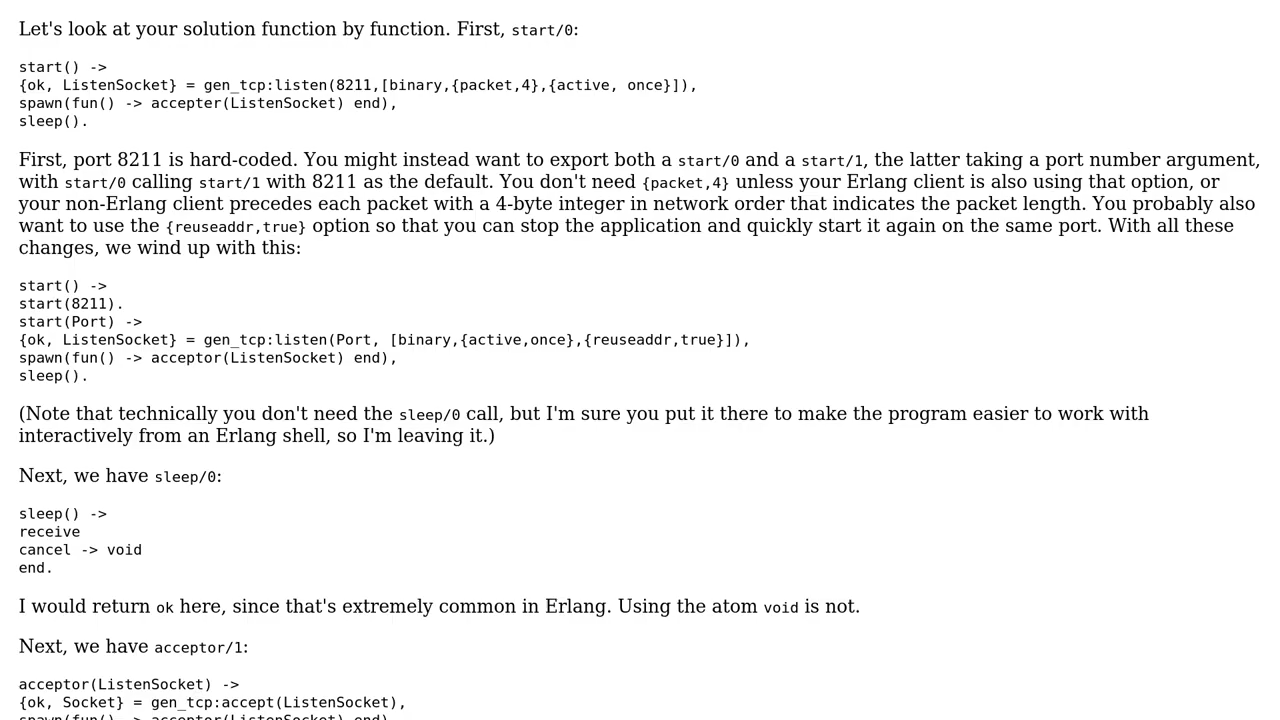 Let's look at your solution function by function. First, start/0:
start() ->
{ok, ListenSocket} = gen_tcp:listen(8211,[binary,{packet,4},{active, once}]),
spawn(fun() -> accepter(ListenSocket) end),
sleep().
First, port 8211 is hard-coded. You might instead want to export both a start/0 and a start/1, the latter taking a port number argument,
with start/0 calling start/1 with 8211 as the default. You don't need {packet,4} unless your Erlang client is also using that option, or
your non-Erlang client precedes each packet with a 4-byte integer in network order that indicates the packet length. You probably also
want to use the {reuseaddr,true} option so that you can stop the application and quickly start it again on the same port. With all these
changes, we wind up with this:
start() ->
start(8211).
start(Port) ->
{ok, ListenSocket} = gen_tcp:listen(Port, [binary,{active,once},{reuseaddr,true}]),
spawn(fun() -> acceptor(ListenSocket) end),
sleep().
(Note that technically you don't need the sleep/0 call, but I'm sure you put it there to make the program easier to work with
interactively from an Erlang shell, so I'm leaving it.)
Next, we have sleep/0:
sleep() ->
receive
cancel -> void
end.
I would return ok here, since that's extremely common in Erlang. Using the atom void is not.
Next, we have acceptor/1:
acceptor(ListenSocket) ->
{ok, Socket} = gen_tcp:accept(ListenSocket),
spawn(fun() -> acceptor(ListenSocket) end),